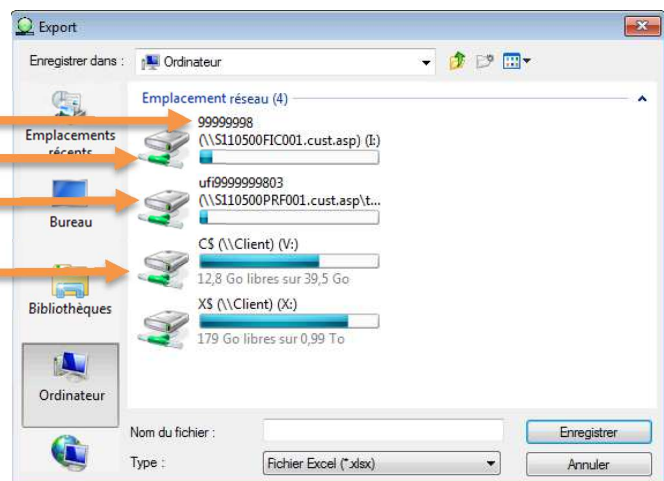 Export
Enregistrer dans :
Ordinateur
Emplacements
récents
Bureau
Bibliothèques
Ordinateur
Emplacement réseau (4)
99999998
(\\S110500FIC001.cust.asp) (I:)
ufi9999999803
(\\S110500PRF001.cust.asp\t...
C$ (\\Client) (V:)
12,8 Go libres sur 39,5 Go
X$ (\\Client) (X:)
179 Go libres sur 0,99 To
Nom du fichier :
Enregistrer
Type :
Fichier Excel (*.xlsx)
Annuler